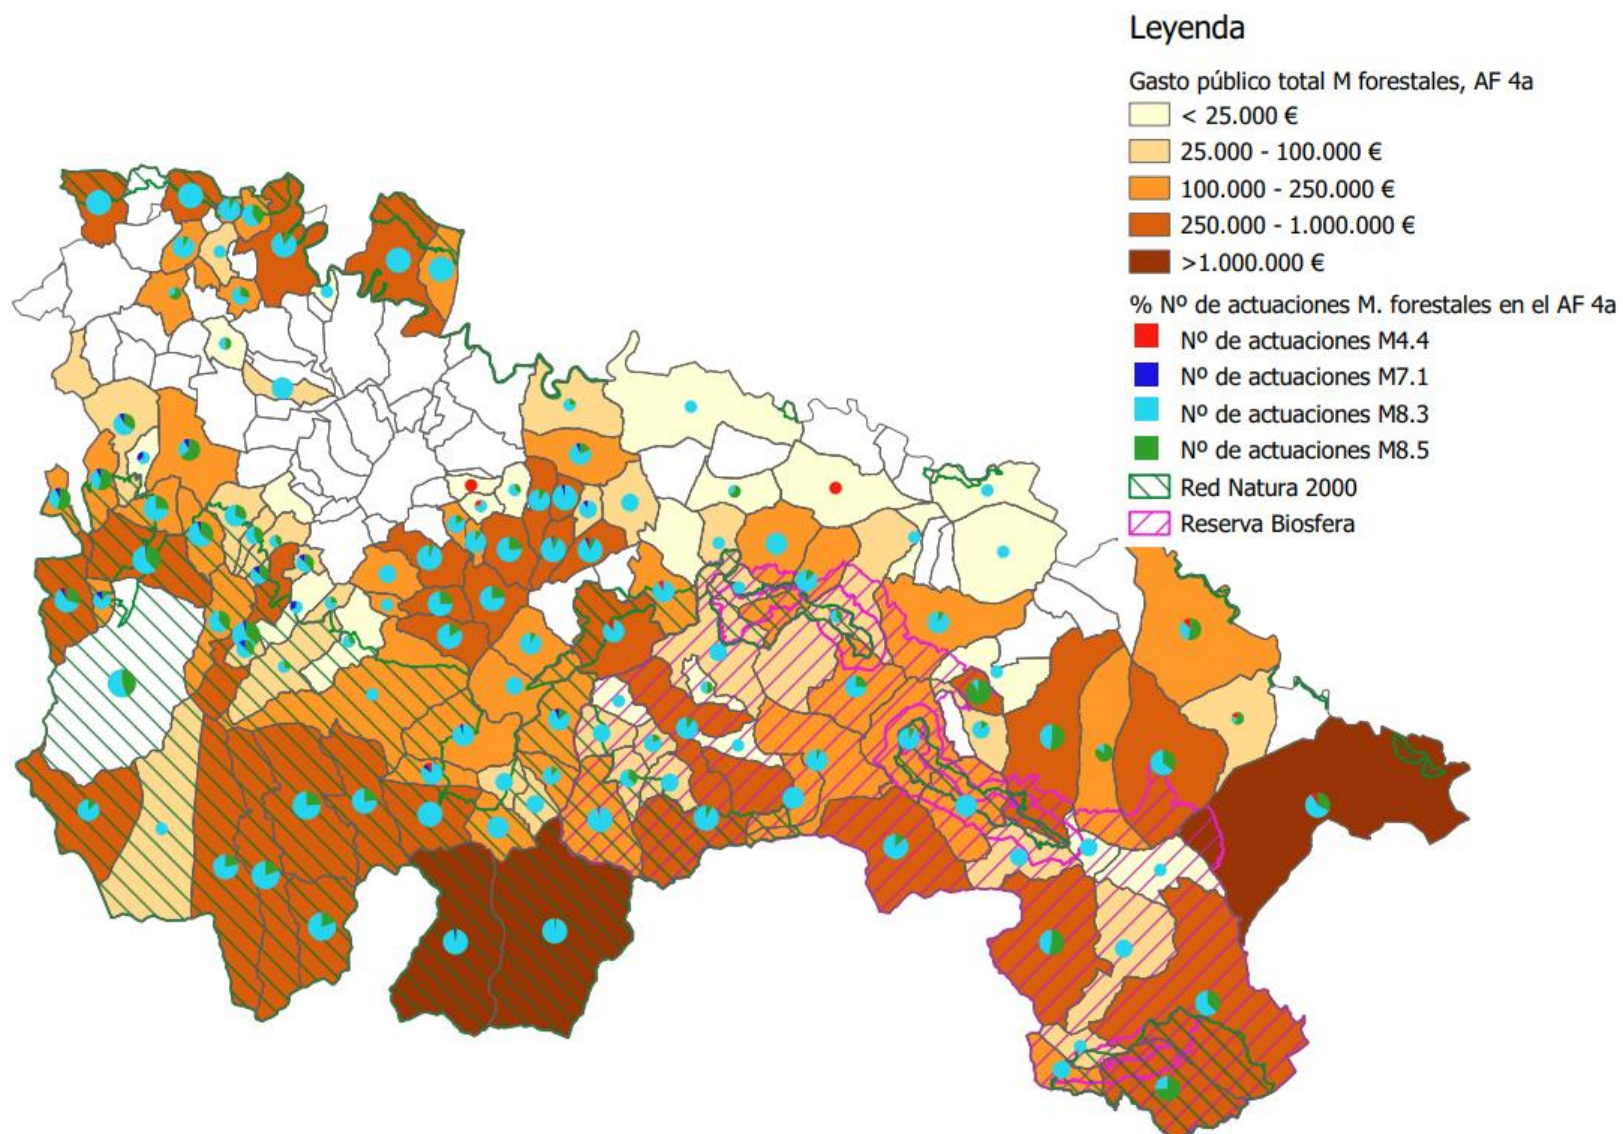 Leyenda
Gasto público total M forestales, AF 4a
< 25.000 €
25.000 - 100.000 €
100.000 - 250.000 €
250.000 - 1.000.000 €
>1.000.000 €
% Nº de actuaciones M. forestales en el AF 4a
Nº de actuaciones M4.4
Nº de actuaciones M7.1
Nº de actuaciones M8.3
Nº de actuaciones M8.5
Red Natura 2000
Reserva Biosfera